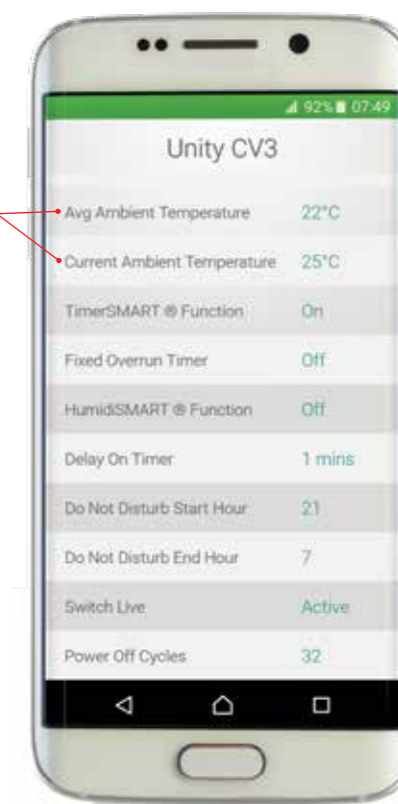 92% 07:49
Unity CV3
Avg Ambient Temperature 22°C
Current Ambient Temperature 25°C
TimerSMART ® Function On
Fixed Overrun Timer Off
HumidiSMART ® Function Off
Delay On Timer 1 mins
Do Not Disturb Start Hour 21
Do Not Disturb End Hour 7
Switch Live Active
Power Off Cycles 32